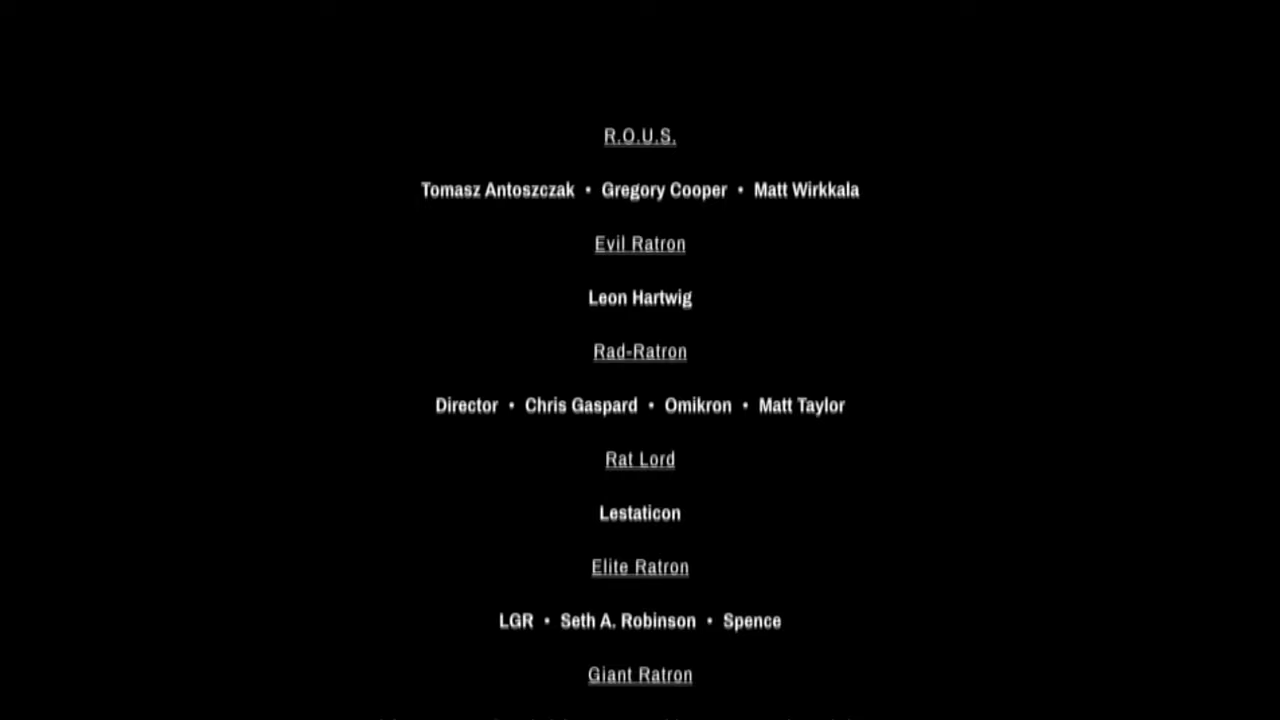 R.O.U.S.
Tomasz Antoszczak • Gregory Cooper • Matt Wirkkala
Evil Ratron
Leon Hartwig
Rad-Ratron
Director • Chris Gaspard • Omikron • Matt Taylor
Rat Lord
Lestaticon
Elite Ratron
LGR • Seth A. Robinson • Spence
Giant Ratron